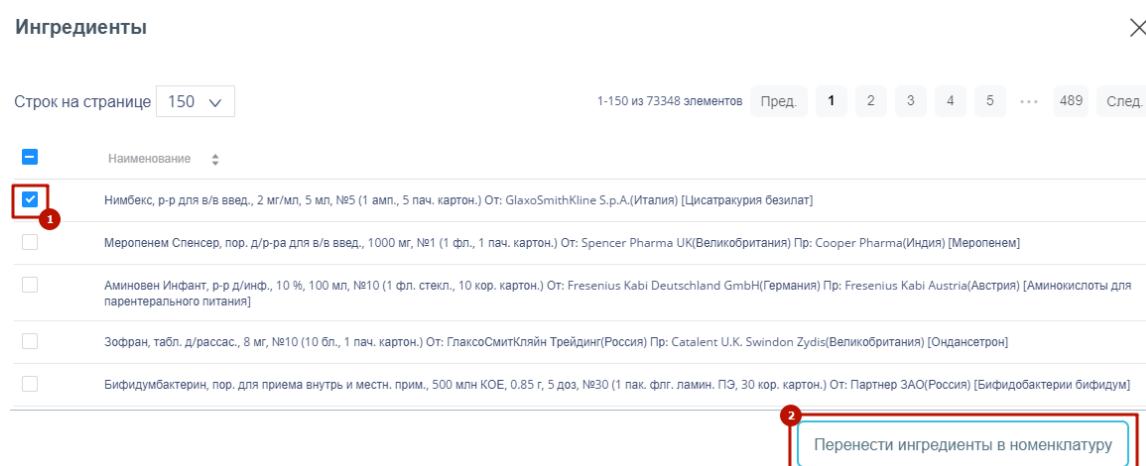 Ингредиенты
Строк на странице 150
1-150 из 73348 элементов Пред. 1 2 3 4 5 ··· 489 След.
Наименование
Нимбекс, р-р для в/в введ., 2 мг/мл, 5 мл, №5 (1 амп., 5 пач. картон.) От: GlaxoSmithKline S.p.A.(Италия) [Цисатракурия безилат]
1
Меропенем Спенсер, пор. д/р-ра для в/в введ., 1000 мг, №1 (1 фл., 1 пач. картон.) От: Spencer Pharma UK(Великобритания) Пр: Cooper Pharma(Индия) [Меропенем]
Аминовен Инфант, р-р д/инф., 10 %, 100 мл, №10 (1 фл. стекл., 10 кор. картон.) От: Fresenius Kabi Deutschland GmbH(Германия) Пр: Fresenius Kabi Austria(Австрия) [Аминокислоты для
парентерального питания]
Зофран, табл. д/рассас., 8 мг, №10 (10 бл., 1 пач. картон.) От: ГлаксоСмитКляйн Трейдинг(Россия) Пр: Catalent U.K. Swindon Zydis(Великобритания) [Ондансетрон]
Бифидумбактерин, пор. для приема внутрь и местн. прим., 500 млн КОЕ, 0.85 г, 5 доз, №30 (1 пак. флг. ламин. ПЭ, 30 кор. картон.) От: Партнер ЗАО(Россия) [Бифидобактерии бифидум]
2
Перенести ингредиенты в номенклатуру